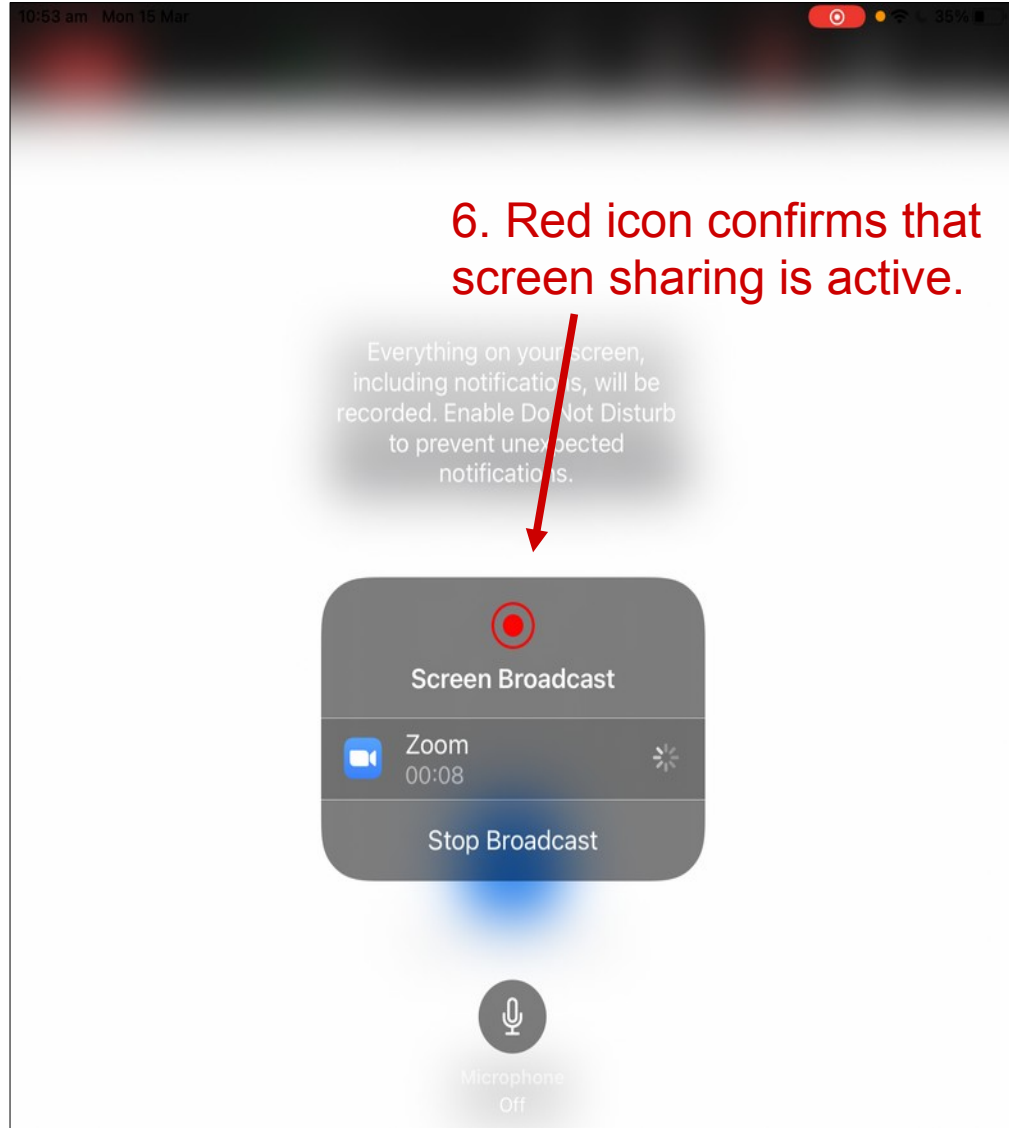 10:53 am Mon 15 Mar
35%
6. Red icon confirms that
screen sharing is active.
Everything on your screen,
including notifications, will be
recorded. Enable Do Not Disturb
to prevent unexpected
notifications.
Screen Broadcast
Zoom
00:08
Stop Broadcast
Microphone
Off